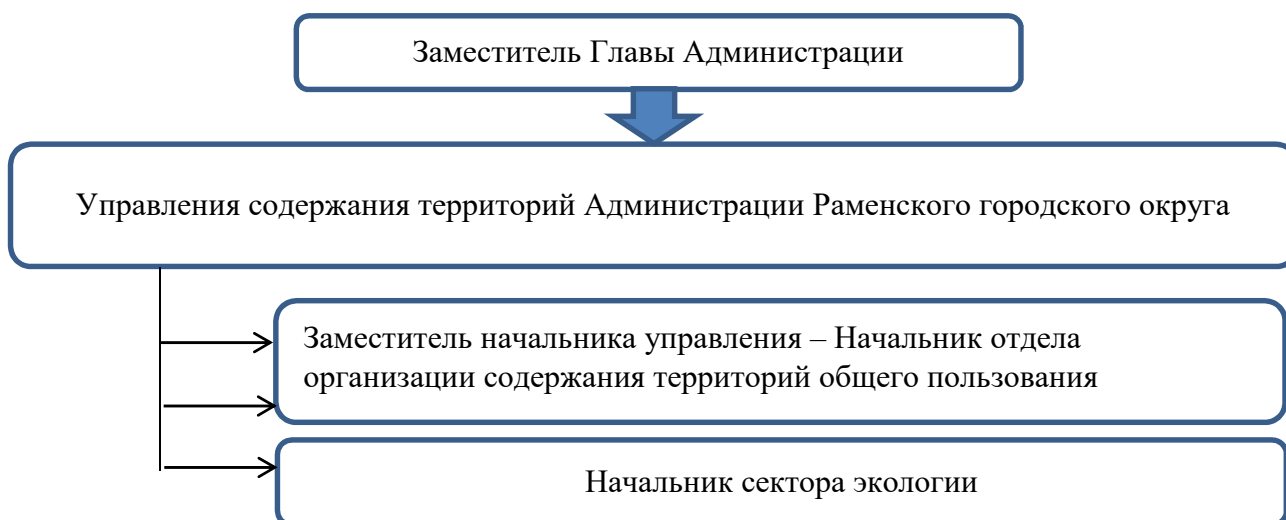 Заместитель Главы Администрации
Управления содержания территорий Администрации Раменского городского округа
Заместитель начальника управления – Начальник отдела
организации содержания территорий общего пользования
Начальник сектора экологии